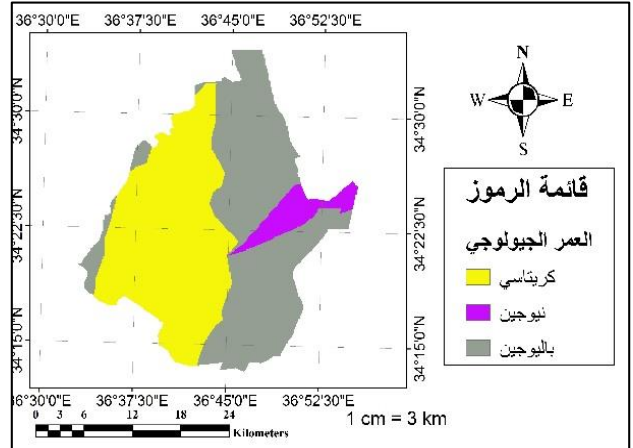 36°30'0"E 36°37'30"E 36°45'0"E 36°52'30"E
34°30'0"N
34°22'30"N
34°15'0"N
34°30'0"N
34°22'30"N
34°15'0"N
N
W E
S
قائمة الرموز
العمر الجيولوجي
كريتاسي
نيوجين
باليوجين
36°30'0"E 36°37'30"E 36°45'0"E 36°52'30"E
0 3 6 12 18 24
Kilometers
1 cm = 3 km